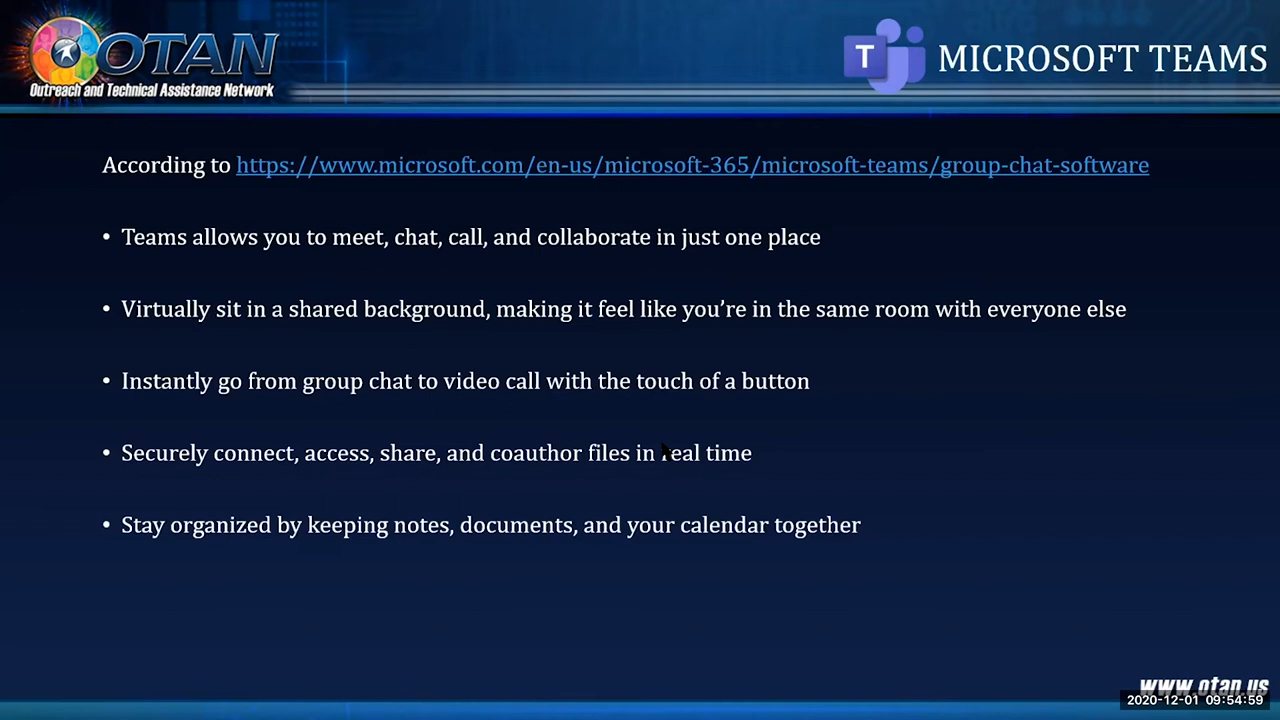 OTAN
Outreach and Technical Assistance Network
T
MICROSOFT TEAMS
According to https://www.microsoft.com/en-us/microsoft-365/microsoft-teams/group-chat-software
• Teams allows you to meet, chat, call, and collaborate in just one place
• Virtually sit in a shared background, making it feel like you’re in the same room with everyone else
• Instantly go from group chat to video call with the touch of a button
• Securely connect, access, share, and coauthor files in real time
• Stay organized by keeping notes, documents, and your calendar together
www.otan.us
2020-12-01 09:54:59